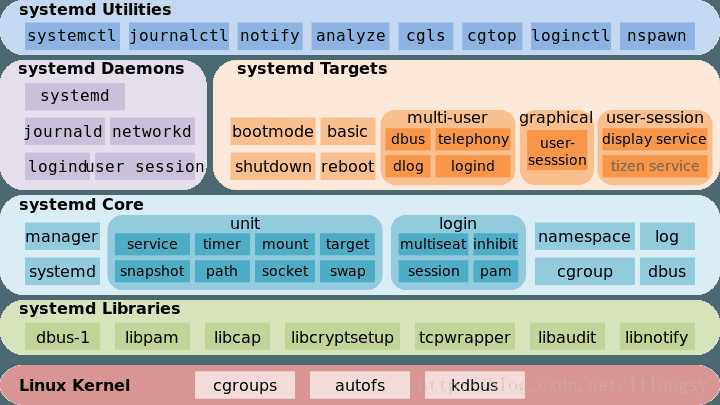 systemd Utilities
systemctl journalctl notify analyze cgls cgtop loginctl nspawn
systemd Daemons
systemd
journald networkd
logind user session
systemd Targets
bootmode basic
shutdown reboot
multi-user
dbus telephony
dlog logind
graphical
user-
sesssion
user-session
display service
tizen service
systemd Core
manager
systemd
unit
service timer mount target
snapshot path socket swap
login
multiseat inhibit
session pam
namespace log
cgroup dbus
systemd Libraries
dbus-1 libpam libcap libcryptsetup tcpwrapper libaudit libnotify
Linux Kernel
cgroups autofs kdbus
http://blog.csdn.net/lilongsy